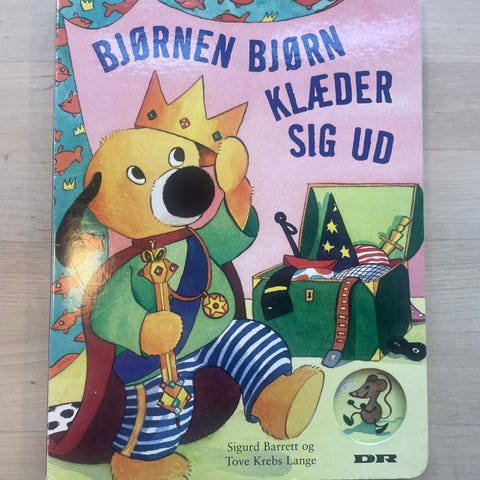 BJØRNEN BJØRN
KLÆDER
SIG UD
Sigurd Barrett og
Tove Krebs Lange
DR